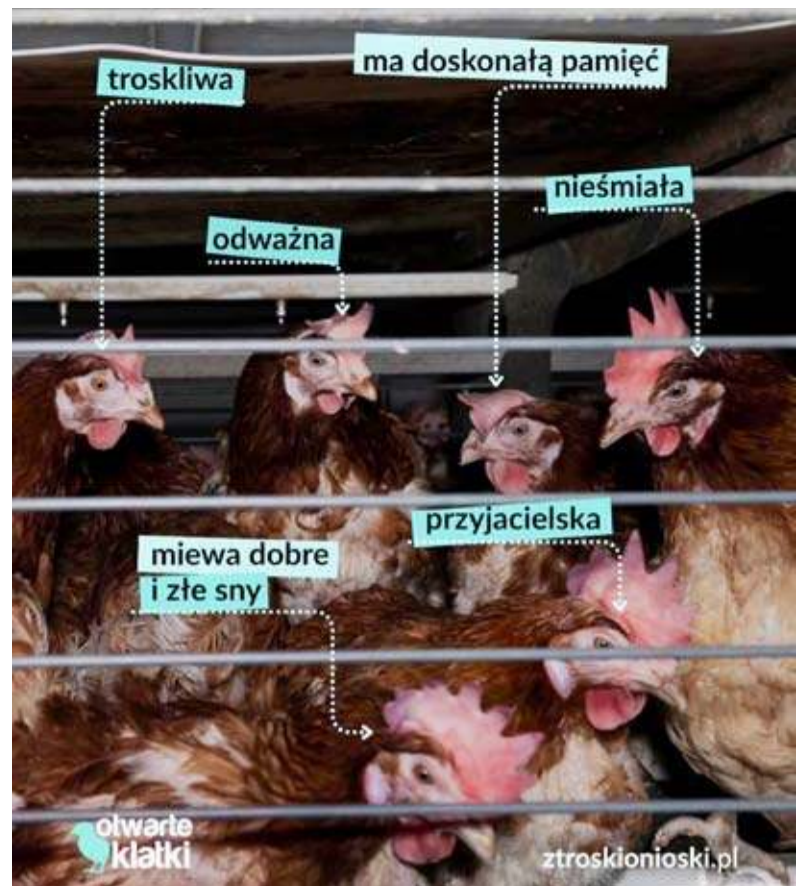 troskliwa
ma doskonałą pamięć
nieśmiała
odważna
przyjacielska
miewa dobre
i złe sny
otwarte
klatki
ztroskionioski.pl